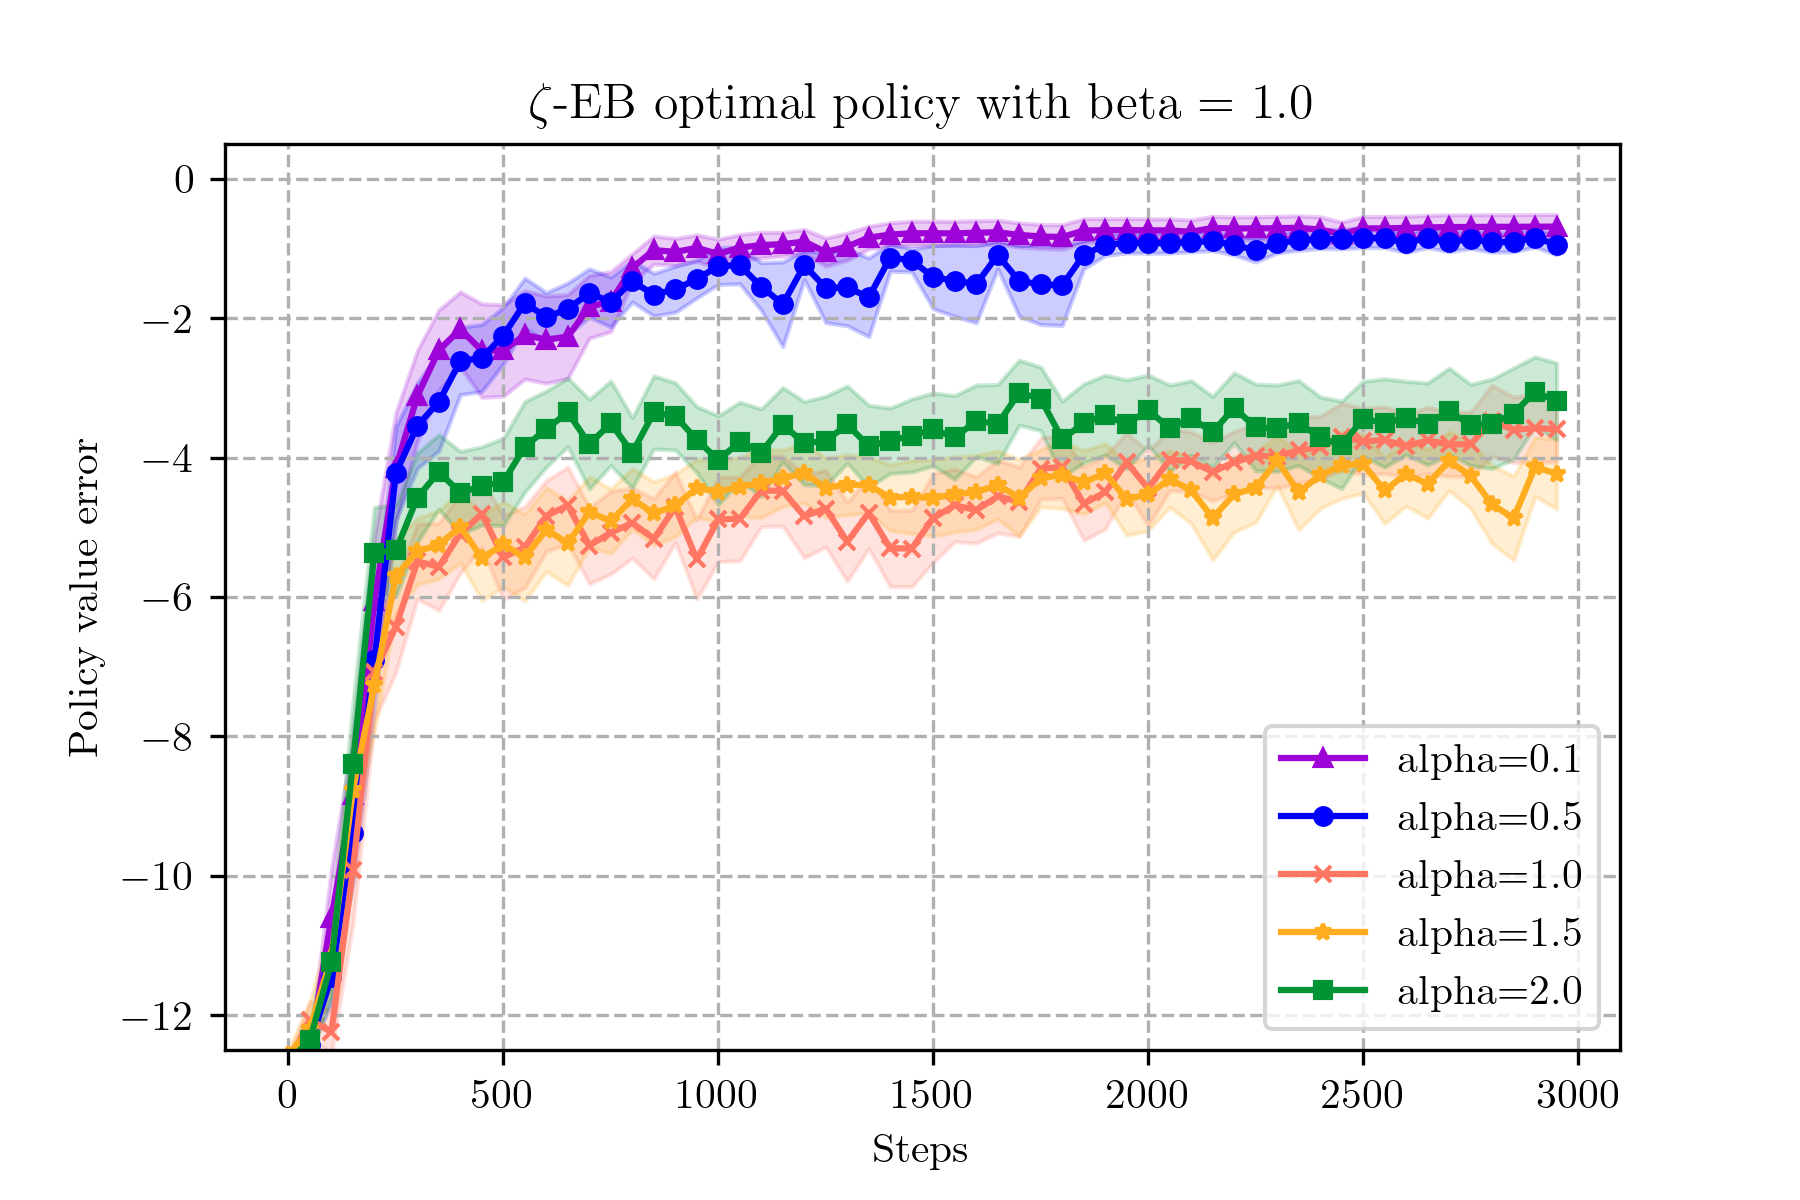 ζ-EB optimal policy with beta = 1.0
0
−2
−4
−6
−8
−10
−12
Policy value error
alpha=0.1
alpha=0.5
alpha=1.0
alpha=1.5
alpha=2.0
0 500 1000 1500 2000 2500 3000
Steps